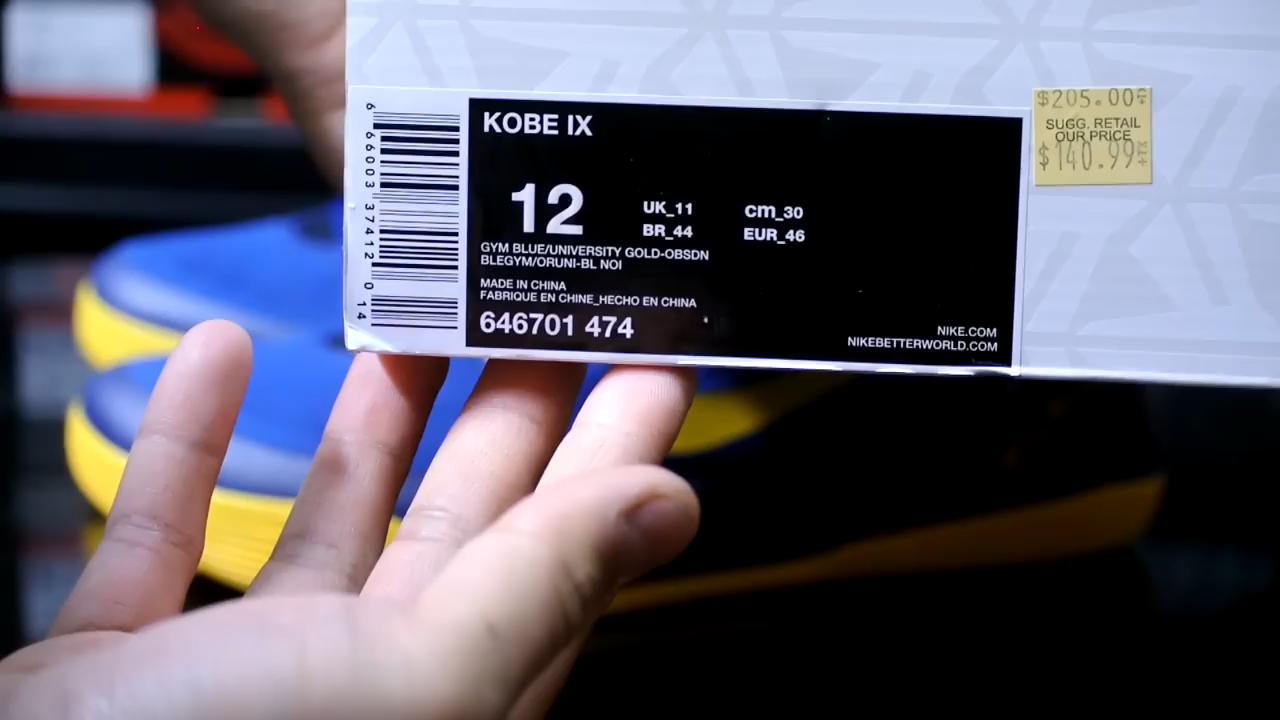 6 66003 37412 0 14
KOBE IX
12
UK_11
BR_44
cm_30
EUR_46
GYM BLUE/UNIVERSITY GOLD-OBSDN
BLEGYM/ORUNI-BL NOI
MADE IN CHINA
FABRIQUE EN CHINE_HECHO EN CHINA
646701 474
NIKE.COM
NIKEBETTERWORLD.COM
$205.00
SUGG. RETAIL
OUR PRICE
$140.99